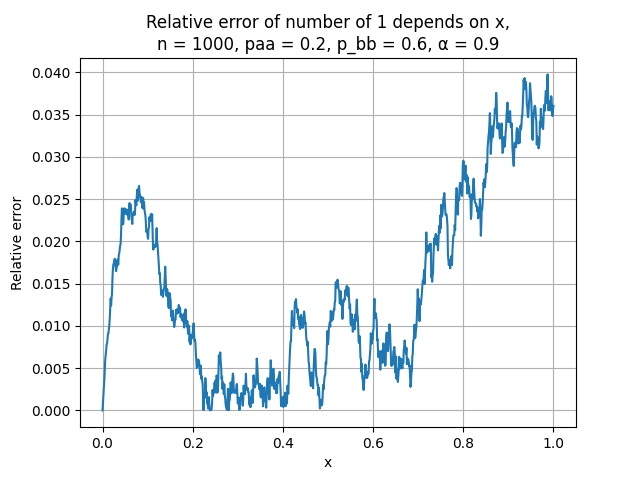 Relative error of number of 1 depends on x,
n = 1000, paa = 0.2, p_bb = 0.6, α = 0.9
0.040
0.035
0.030
0.025
0.020
0.015
0.010
0.005
0.000
Relative error
0.0 0.2 0.4 0.6 0.8 1.0
x